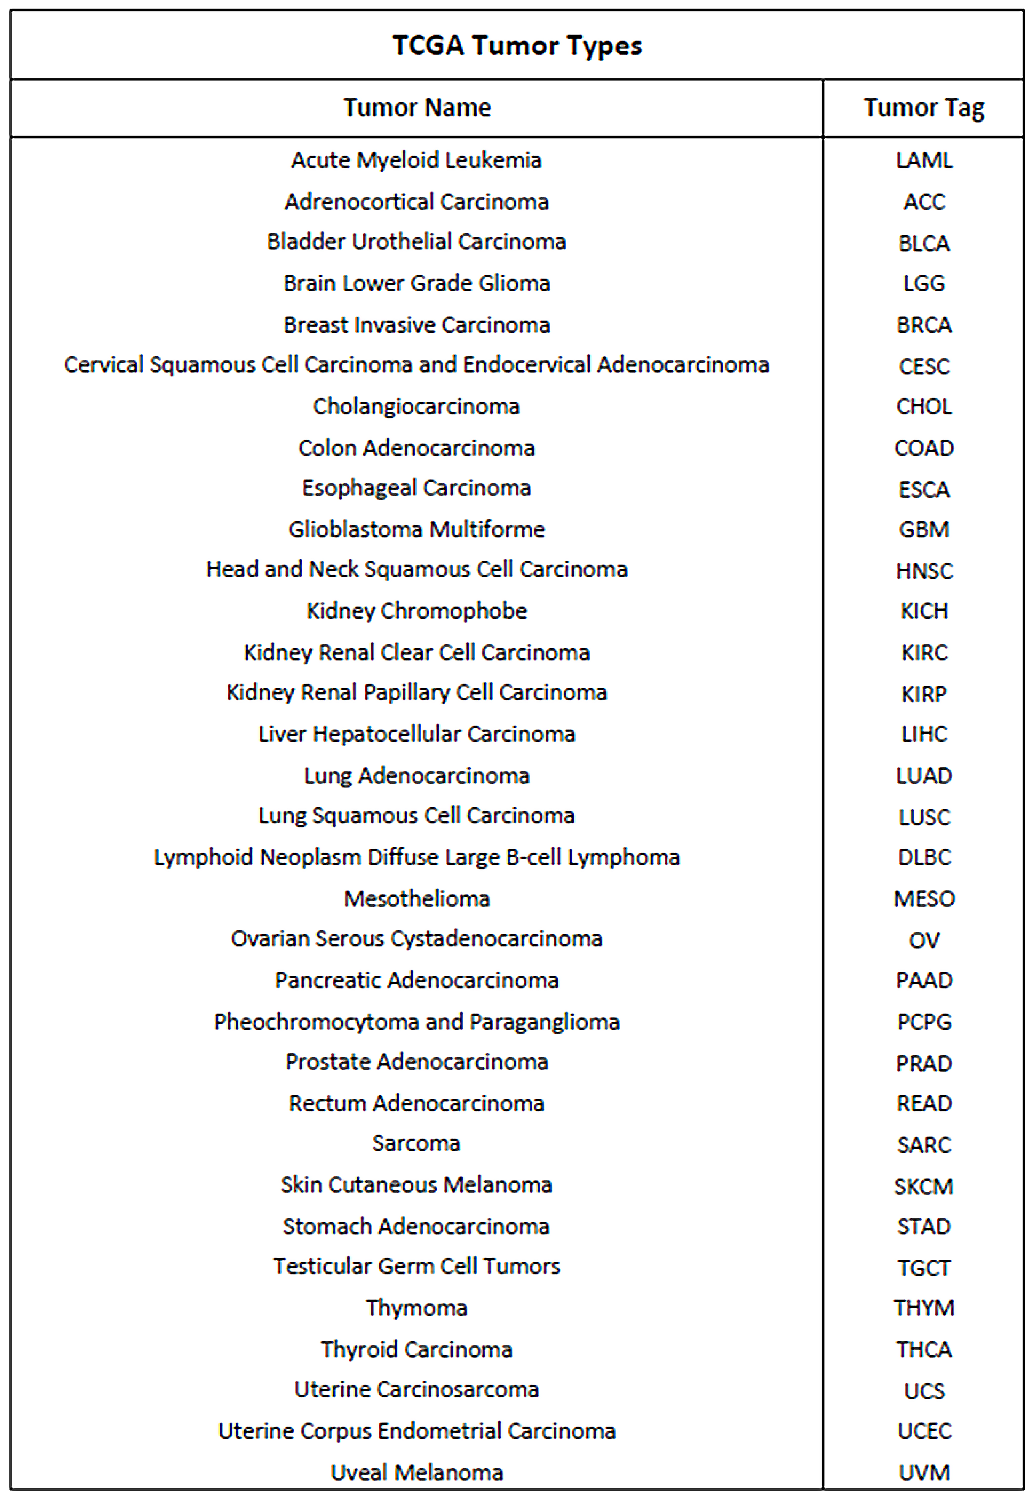 TCGA Tumor Types
Tumor Name Tumor Tag
Acute Myeloid Leukemia LAML
Adrenocortical Carcinoma ACC
Bladder Urothelial Carcinoma BLCA
Brain Lower Grade Glioma LGG
Breast Invasive Carcinoma BRCA
Cervical Squamous Cell Carcinoma and Endocervical Adenocarcinoma CESC
Cholangiocarcinoma CHOL
Colon Adenocarcinoma COAD
Esophageal Carcinoma ESCA
Glioblastoma Multiforme GBM
Head and Neck Squamous Cell Carcinoma HNSC
Kidney Chromophobe KICH
Kidney Renal Clear Cell Carcinoma KIRC
Kidney Renal Papillary Cell Carcinoma KIRP
Liver Hepatocellular Carcinoma LIHC
Lung Adenocarcinoma LUAD
Lung Squamous Cell Carcinoma LUSC
Lymphoid Neoplasm Diffuse Large B-cell Lymphoma DLBC
Mesothelioma MESO
Ovarian Serous Cystadenocarcinoma OV
Pancreatic Adenocarcinoma PAAD
Pheochromocytoma and Paraganglioma PCPG
Prostate Adenocarcinoma PRAD
Rectum Adenocarcinoma READ
Sarcoma SARC
Skin Cutaneous Melanoma SKCM
Stomach Adenocarcinoma STAD
Testicular Germ Cell Tumors TGCT
Thymoma THYM
Thyroid Carcinoma THCA
Uterine Carcinosarcoma UCS
Uterine Corpus Endometrial Carcinoma UCEC
Uveal Melanoma UVM